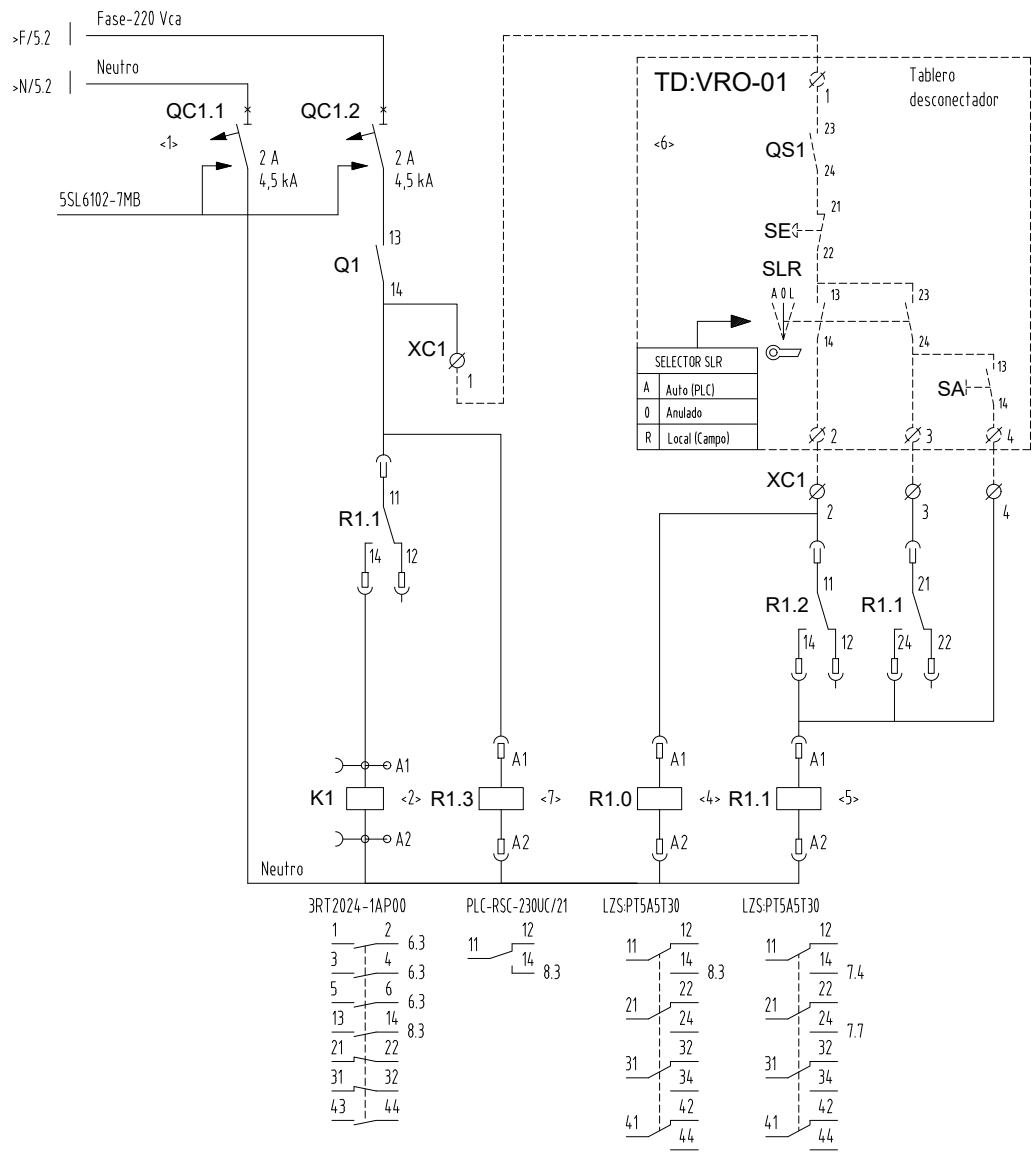 Fase-220 Vca
>F/5.2
Neutro
>N/5.2
QC1.1
QC1.2
<1>
2 A
4,5 kA
2 A
4,5 kA
5SL6102-7MB
Q1
13
14
XC1
1
TD:VRO-01
Tablero
desconectador
1
<6>
QS1
23
24
SE
21
22
SLR
A 0 L
13
14
23
24
SELECTOR SLR
A Auto (PLC)
0 Anulado
R Local (Campo)
SA
13
14
2
3
4
XC1
2
3
4
R1.1
11
14
12
R1.2
11
14
12
R1.1
21
24
22
A1
K1
<2>
A2
A1
R1.3
<7>
A2
A1
R1.0
<4>
A2
A1
R1.1
<5>
A2
Neutro
3RT2024-1AP00
1 2 6.3
3 4 6.3
5 6 6.3
13 14 8.3
21 22
31 32
43 44
PLC-RSC-230UC/21
11 12
14 8.3
LZS:PT5A5T30
11 12
14 8.3
21 22
24
31 32
34
41 42
44
LZS:PT5A5T30
11 12
14 7.4
21 22
24 7.7
31 32
34
41 42
44